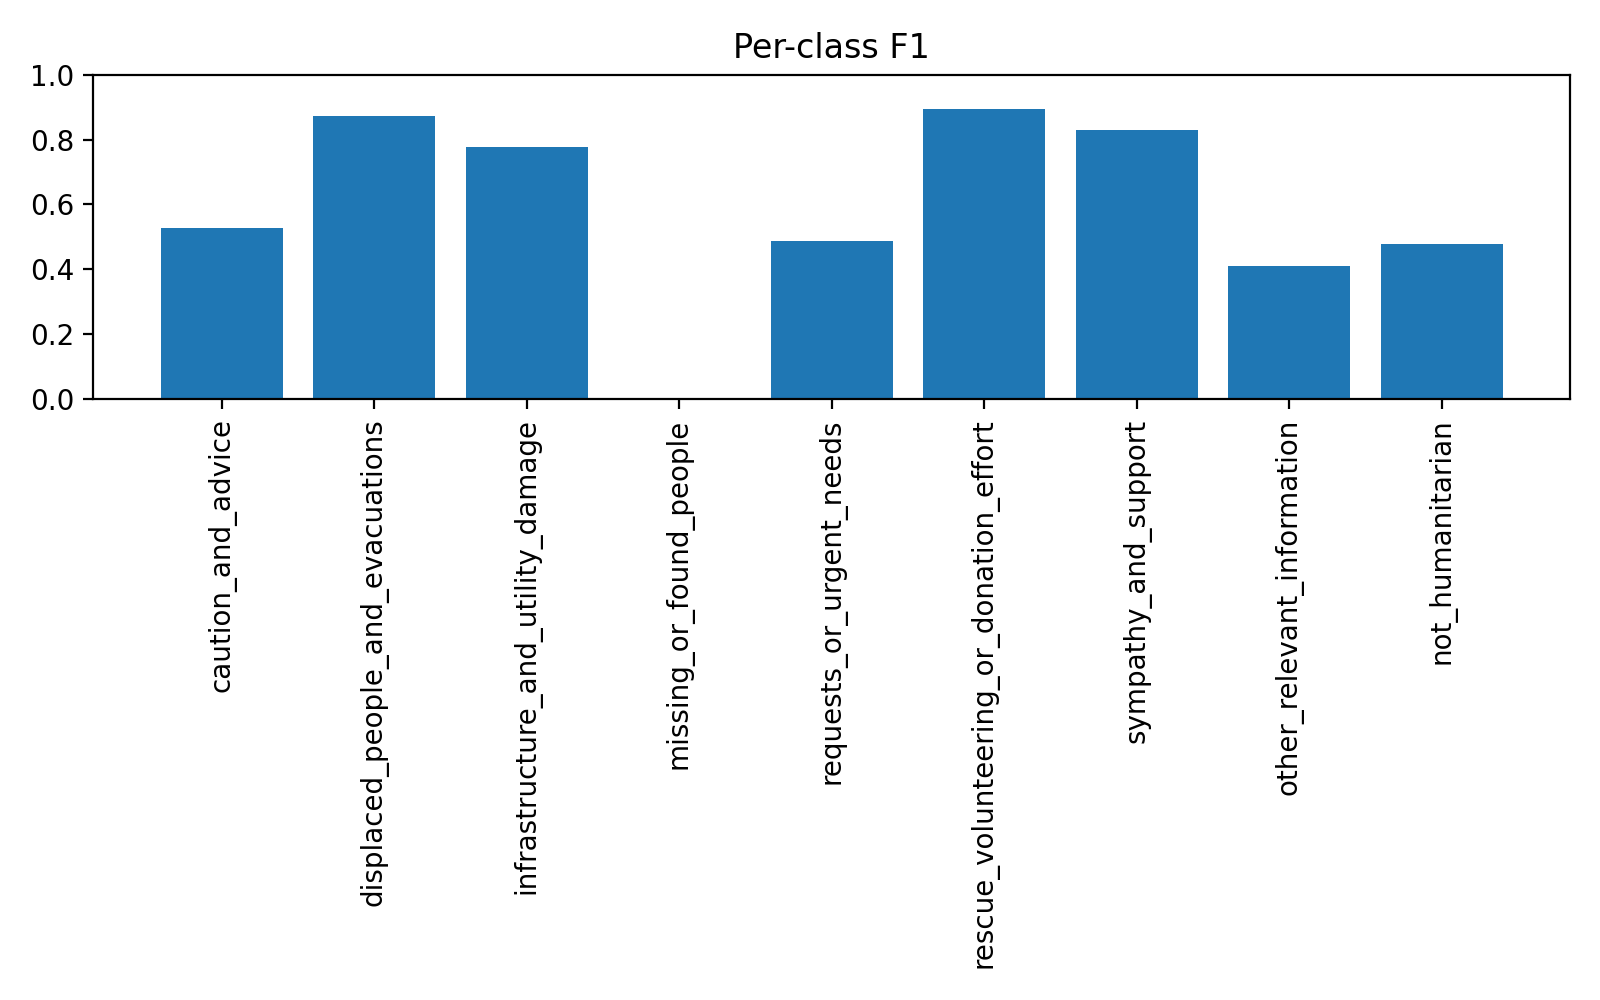 Per-class F1
1.0
0.8
0.6
0.4
0.2
0.0
caution_and_advice
displaced_people_and_evacuations
infrastructure_and_utility_damage
missing_or_found_people
requests_or_urgent_needs
rescue_volunteering_or_donation_effort
sympathy_and_support
other_relevant_information
not_humanitarian